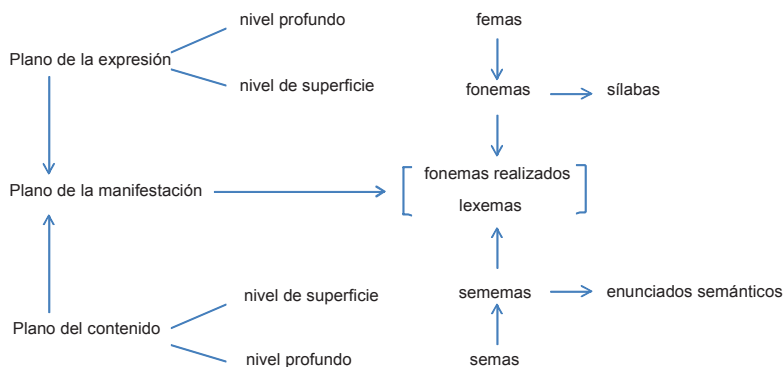 nivel profundo femas
Plano de la expresión
nivel de superficie fonemas sílabas
fonemas realizados
Plano de la manifestación
lexemas
nivel de superficie sememas enunciados semánticos
Plano del contenido
nivel profundo semas